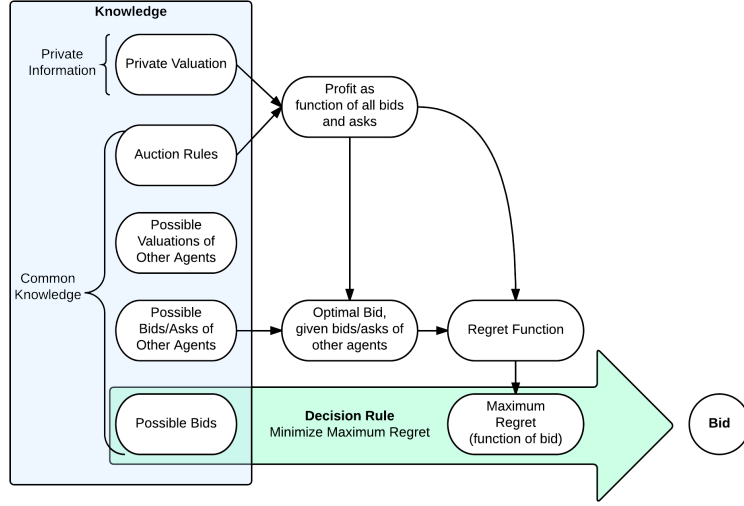 Knowledge
Private
Information
Private Valuation
Profit as
function of all bids
and asks
Auction Rules
Possible
Valuations of
Other Agents
Common
Knowledge
Possible
Bids/Asks of
Other Agents
Optimal Bid,
given bids/asks of
other agents
Regret Function
Possible Bids
Decision Rule
Minimize Maximum Regret
Maximum
Regret
(function of bid)
Bid